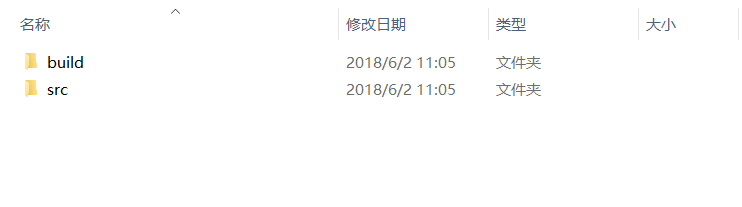 名称 修改日期 类型 大小
build 2018/6/2 11:05 文件夹
src 2018/6/2 11:05 文件夹